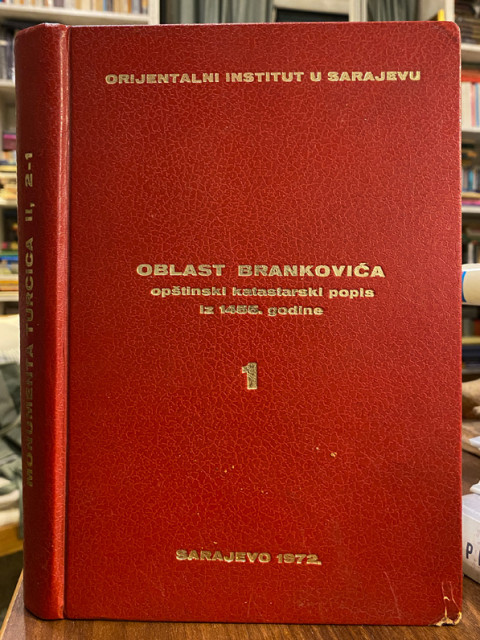 ORIJENTALNI INSTITUT U SARAJEVU
OBLAST BRANKOVIĆA
opštinski katastarski popis
iz 1455. godine
1
SARAJEVO 1972.
MONUMENTA TURCICA II, 2-1